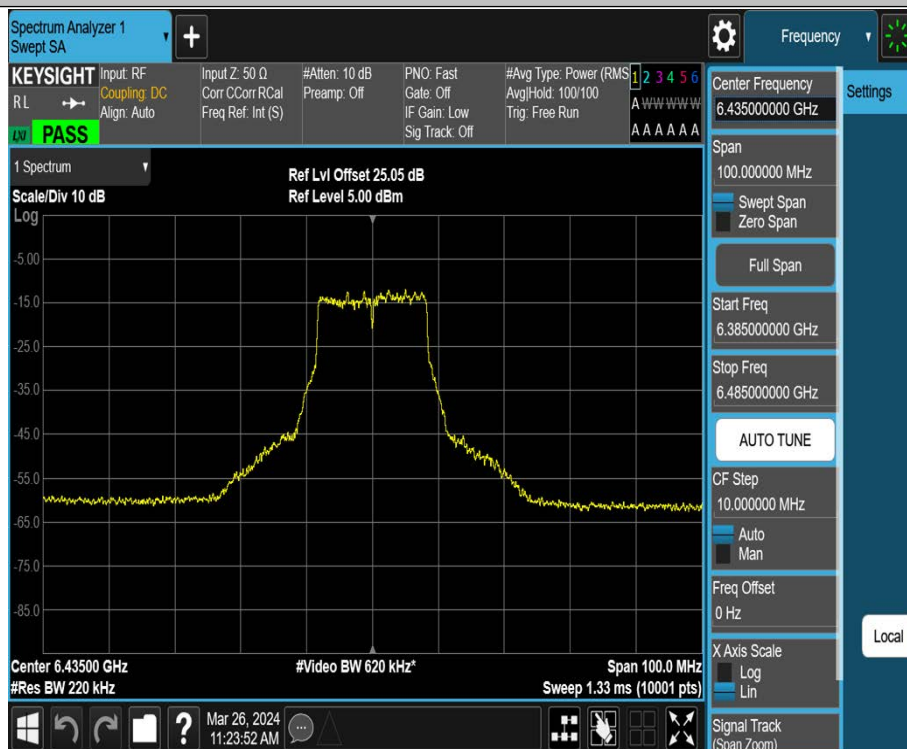 Spectrum Analyzer 1
Swept SA
Frequency
KEYSIGHT
RL
LXI PASS
Input: RF
Coupling: DC
Align: Auto
Input Z: 50 Ω
Corr CCorr RCal
Freq Ref: Int (S)
#Atten: 10 dB
Preamp: Off
PNO: Fast
Gate: Off
IF Gain: Low
Sig Track: Off
#Avg Type: Power (RMS
Avg|Hold: 100/100
Trig: Free Run
1 2 3 4 5 6
A W W W W W
A A A A A A
1 Spectrum
Scale/Div 10 dB
Log
Ref Lvl Offset 25.05 dB
Ref Level 5.00 dBm
-5.00
-15.0
-25.0
-35.0
-45.0
-55.0
-65.0
-75.0
-85.0
Center 6.43500 GHz
#Res BW 220 kHz
#Video BW 620 kHz*
Span 100.0 MHz
Sweep 1.33 ms (10001 pts)
Mar 26, 2024
11:23:52 AM
?
Center Frequency
6.435000000 GHz
Settings
Span
100.000000 MHz
Swept Span
Zero Span
Full Span
Start Freq
6.385000000 GHz
Stop Freq
6.485000000 GHz
AUTO TUNE
CF Step
10.000000 MHz
Auto
Man
Freq Offset
0 Hz
Local
X Axis Scale
Log
Lin
Signal Track
(Span Zoom)